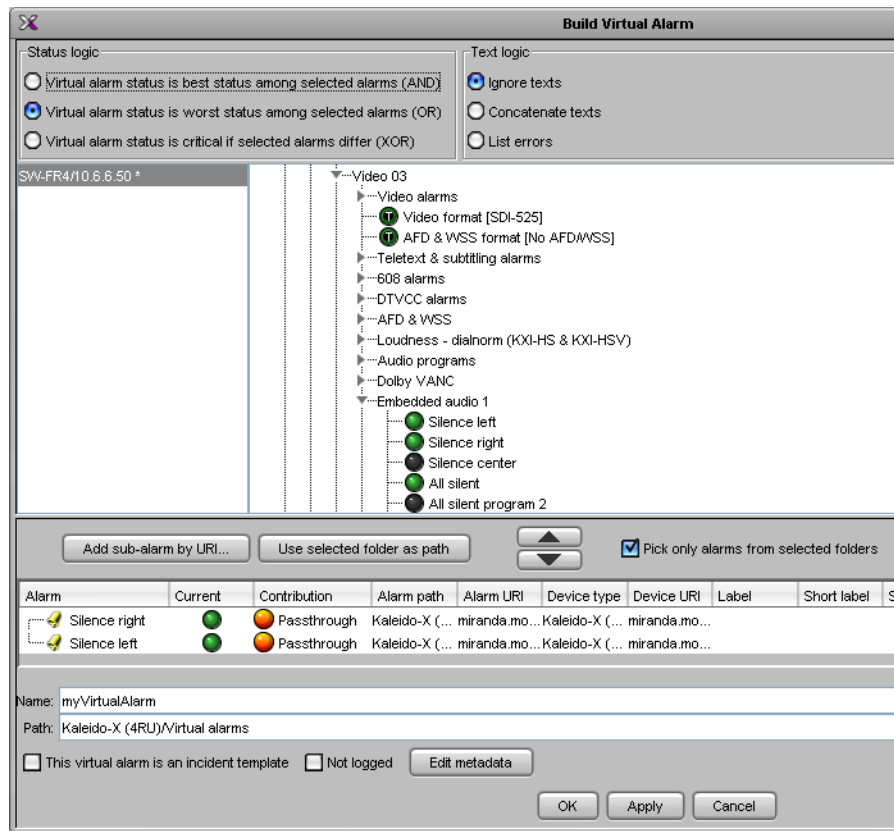 Build Virtual Alarm
Status logic
Virtual alarm status is best status among selected alarms (AND)
Virtual alarm status is worst status among selected alarms (OR)
Virtual alarm status is critical if selected alarms differ (XOR)
Text logic
Ignore texts
Concatenate texts
List errors
SW-FR4/10.6.6.50 *
Video 03
Video alarms
T Video format [SDI-525]
T AFD & WSS format [No AFD/WSS]
Teletext & subtitling alarms
608 alarms
DTVCC alarms
AFD & WSS
Loudness - dialnorm (KXI-HS & KXI-HSV)
Audio programs
Dolby VANC
Embedded audio 1
Silence left
Silence right
Silence center
All silent
All silent program 2
Add sub-alarm by URI... Use selected folder as path Pick only alarms from selected folders
Alarm Current Contribution Alarm path Alarm URI Device type Device URI Label Short label S
Silence right Passthrough Kaleido-X (... miranda.mo... Kaleido-X (... miranda.mo...
Silence left Passthrough Kaleido-X (... miranda.mo... Kaleido-X (... miranda.mo...
Name: myVirtualAlarm
Path: Kaleido-X (4RU)/Virtual alarms
This virtual alarm is an incident template Not logged Edit metadata
OK Apply Cancel